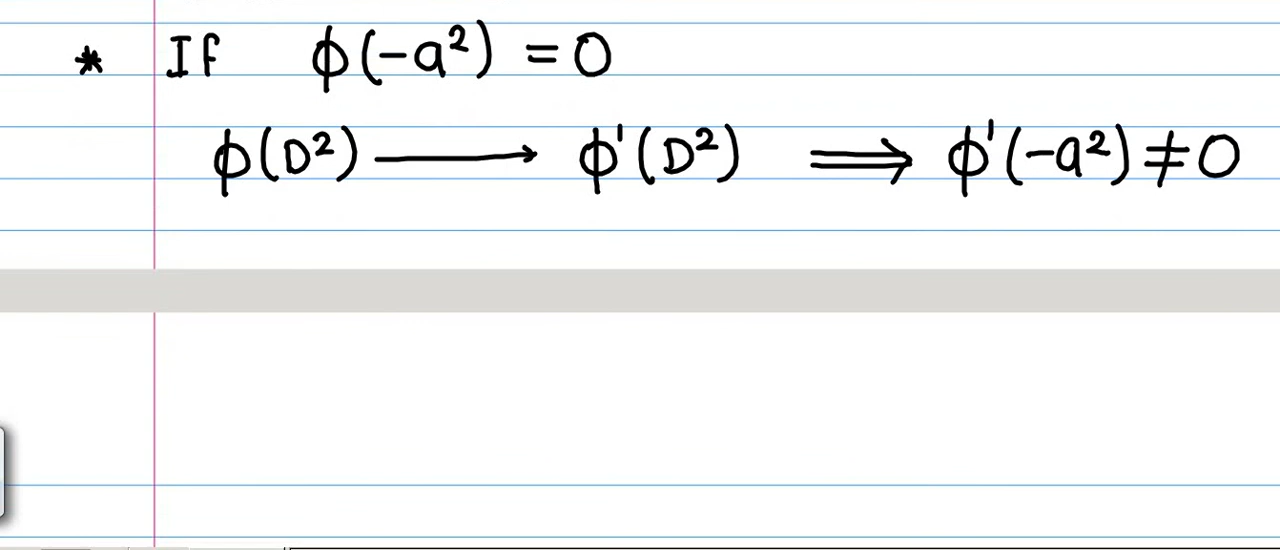 * If ϕ(-a²) = 0
ϕ(D²) ⟶ ϕ'(D²) ⟹ ϕ'(-a²) ≠ 0